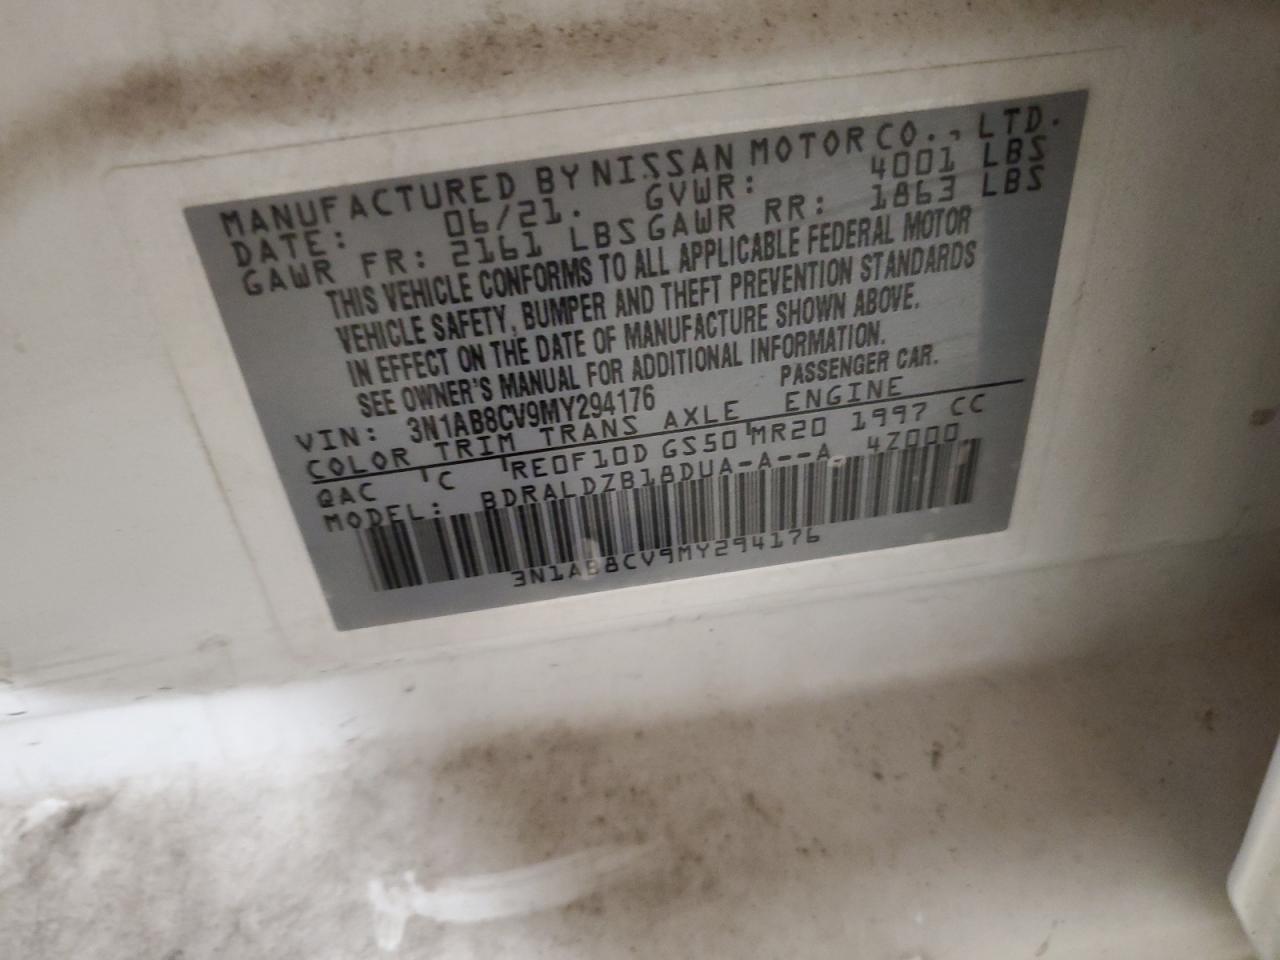 MANUFACTURED BY NISSAN MOTOR CO., LTD.
DATE: 06/21. GVWR: 4001 LBS
GAWR FR: 2161 LBS GAWR RR: 1863 LBS
THIS VEHICLE CONFORMS TO ALL APPLICABLE FEDERAL MOTOR
VEHICLE SAFETY, BUMPER AND THEFT PREVENTION STANDARDS
IN EFFECT ON THE DATE OF MANUFACTURE SHOWN ABOVE.
SEE OWNER'S MANUAL FOR ADDITIONAL INFORMATION.
VIN: 3N1AB8CV9MY294176 PASSENGER CAR.
COLOR TRIM TRANS AXLE ENGINE
QAC C RE0F10D GS50 MR20 1997 CC
MODEL: BDRALDZB18DUA-A--A 4Z000
3N1AB8CV9MY294176